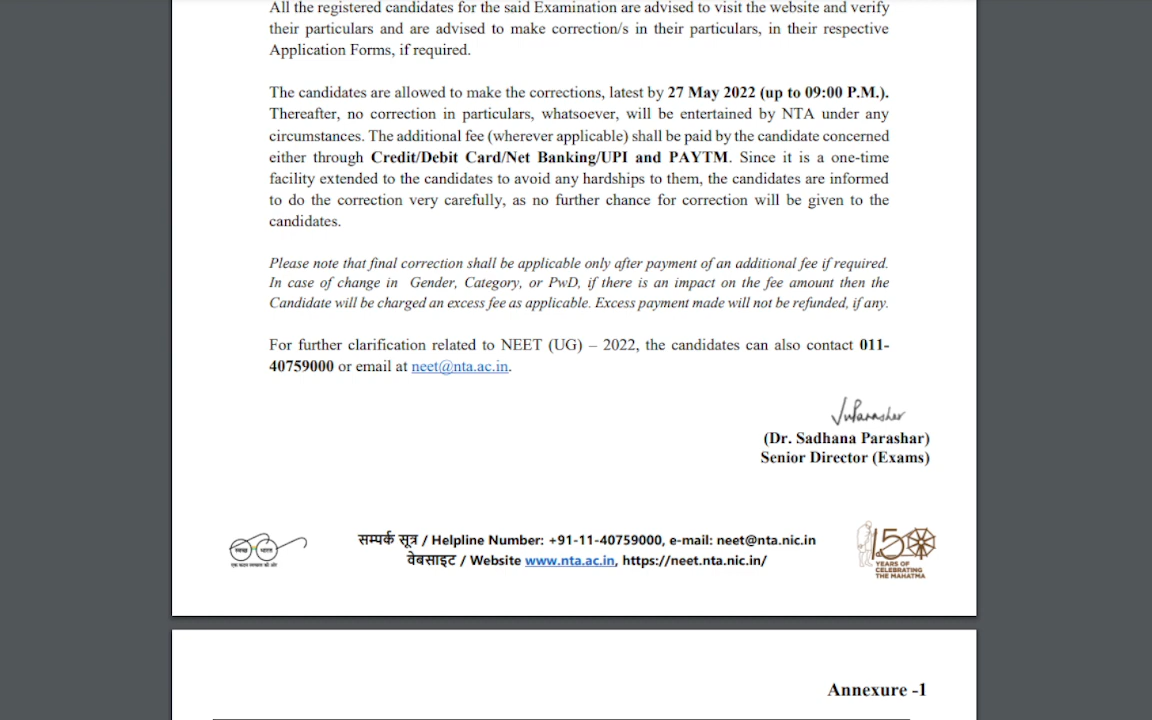 All the registered candidates for the said Examination are advised to visit the website and verify
their particulars and are advised to make correction/s in their particulars, in their respective
Application Forms, if required.
The candidates are allowed to make the corrections, latest by 27 May 2022 (up to 09:00 P.M.).
Thereafter, no correction in particulars, whatsoever, will be entertained by NTA under any
circumstances. The additional fee (wherever applicable) shall be paid by the candidate concerned
either through Credit/Debit Card/Net Banking/UPI and PAYTM. Since it is a one-time
facility extended to the candidates to avoid any hardships to them, the candidates are informed
to do the correction very carefully, as no further chance for correction will be given to the
candidates.
Please note that final correction shall be applicable only after payment of an additional fee if required.
In case of change in Gender, Category, or PwD, if there is an impact on the fee amount then the
Candidate will be charged an excess fee as applicable. Excess payment made will not be refunded, if any.
For further clarification related to NEET (UG) – 2022, the candidates can also contact 011-
40759000 or email at neet@nta.ac.in.
(Dr. Sadhana Parashar)
Senior Director (Exams)
स्वच्छ भारत
एक कदम स्वच्छता की ओर
सम्पर्क सूत्र / Helpline Number: +91-11-40759000, e-mail: neet@nta.nic.in
वेबसाइट / Website www.nta.ac.in, https://neet.nta.nic.in/
150
YEARS OF
CELEBRATING
THE MAHATMA
Annexure -1